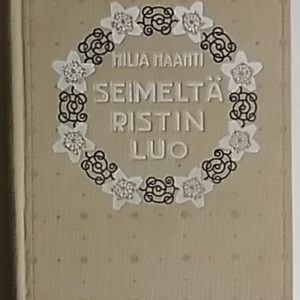 HILJA HAAHTI
SEIMELTÄ
RISTIN
LUO